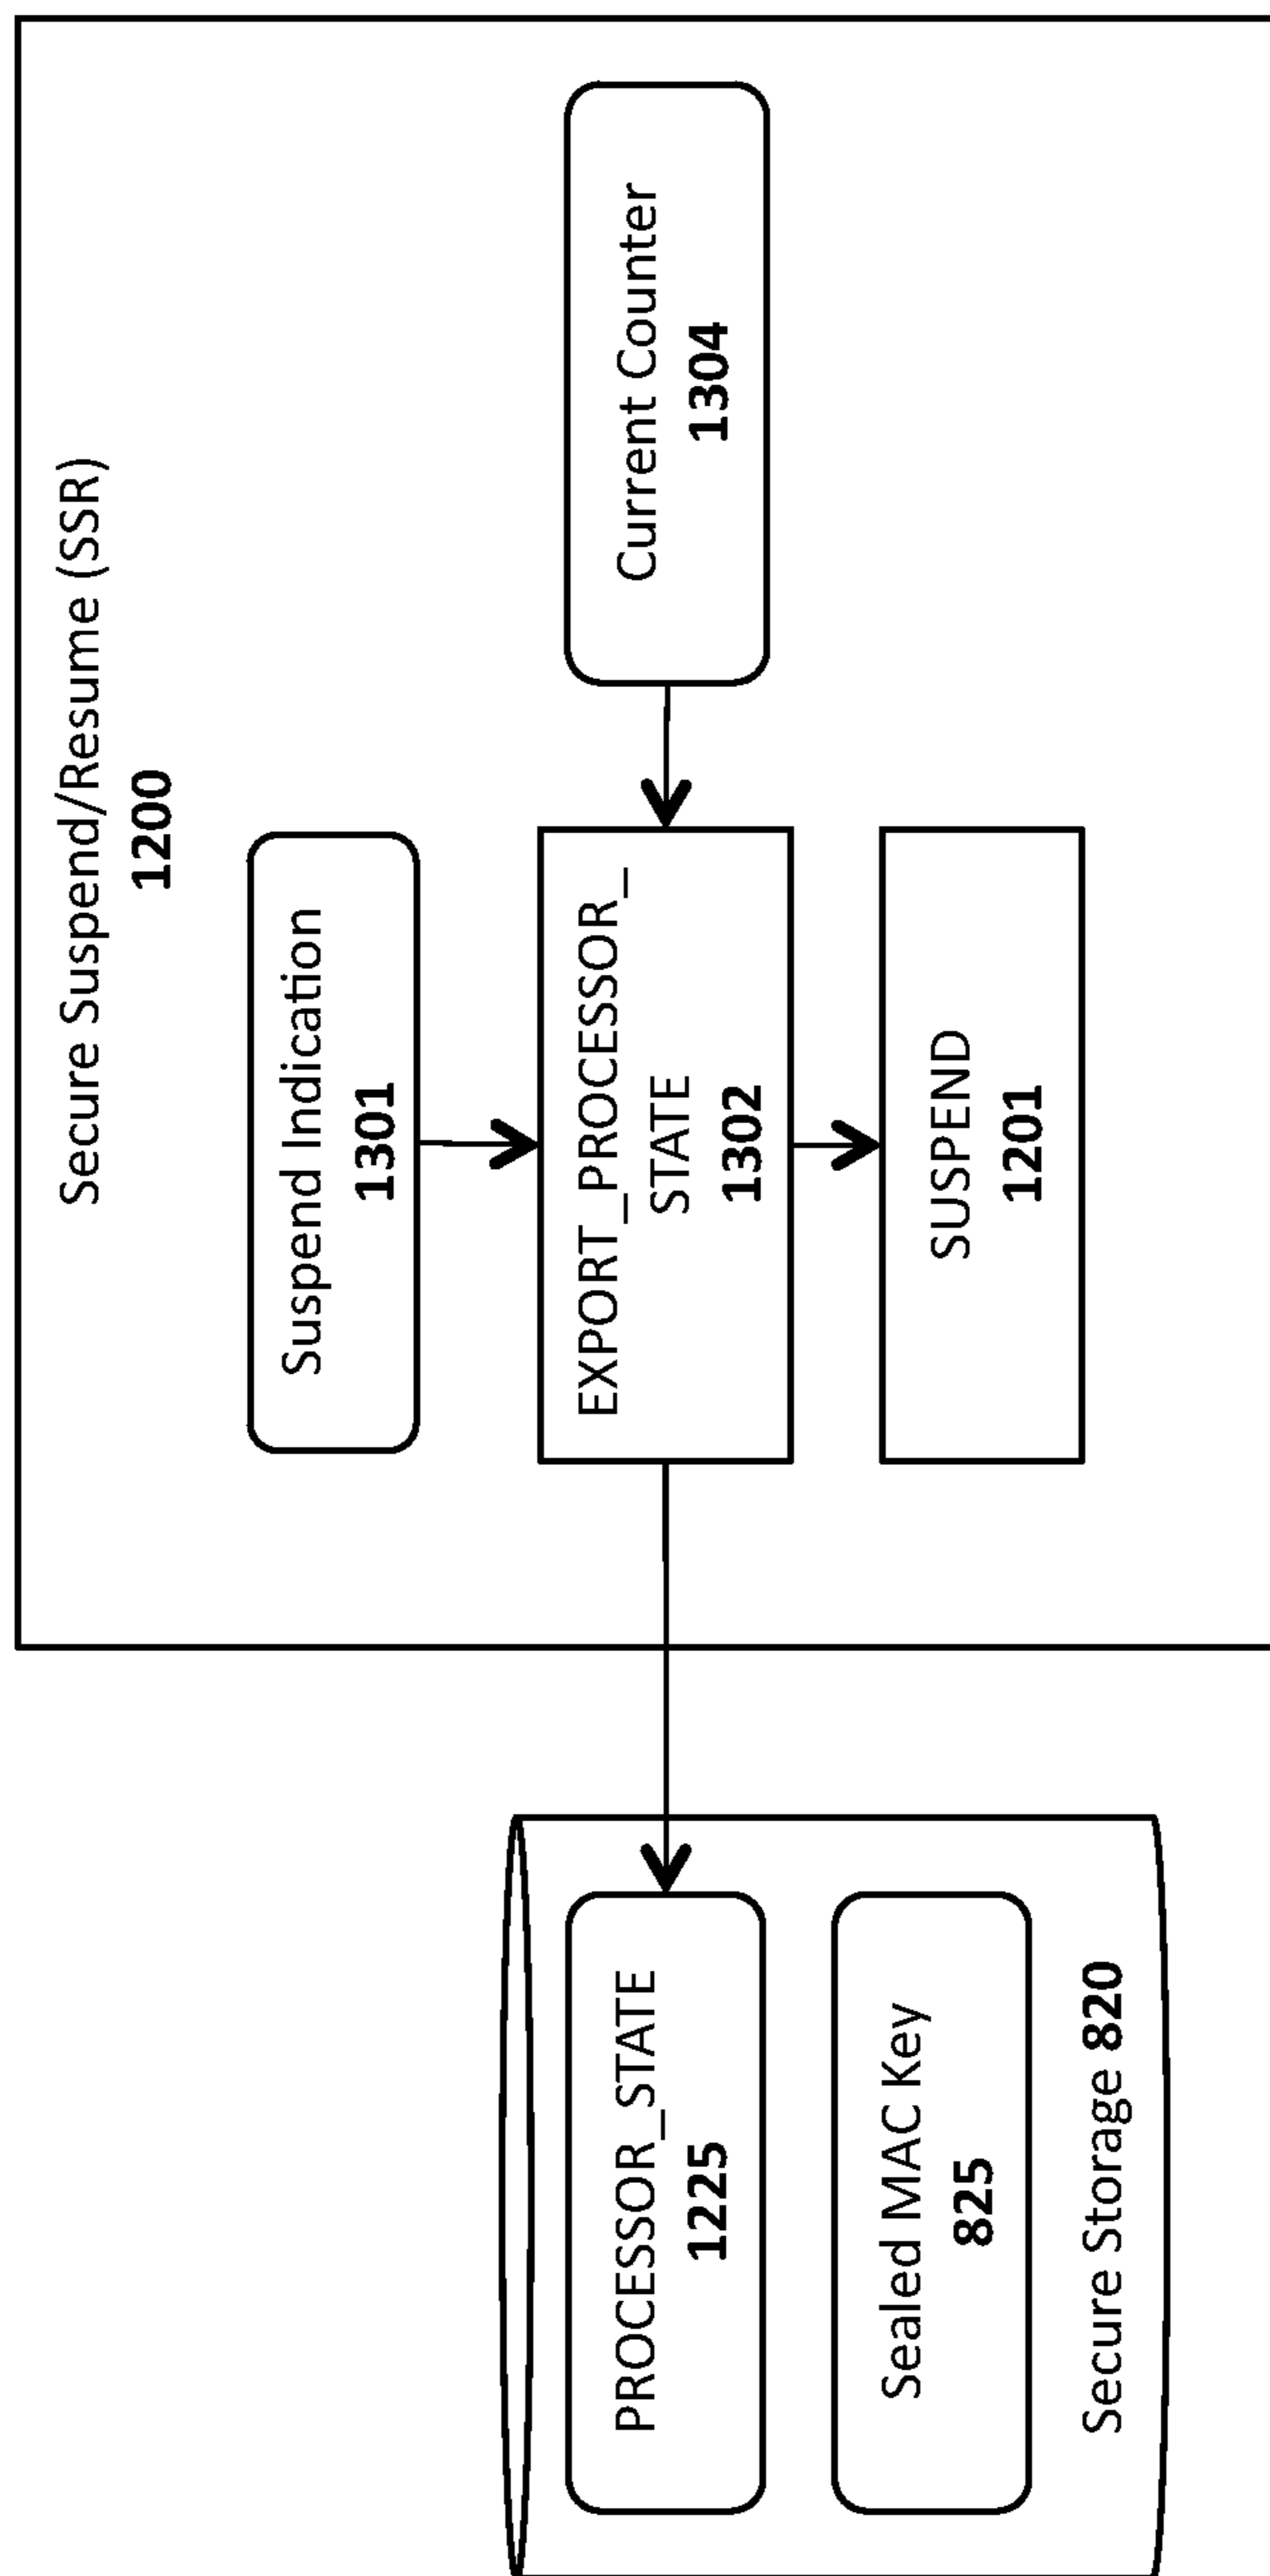 Secure Suspend/Resume (SSR)
1200
Suspend Indication
1301
EXPORT_PROCESSOR_
STATE
1302
Current Counter
1304
SUSPEND
1201
PROCESSOR_STATE
1225
Sealed MAC Key
825
Secure Storage 820